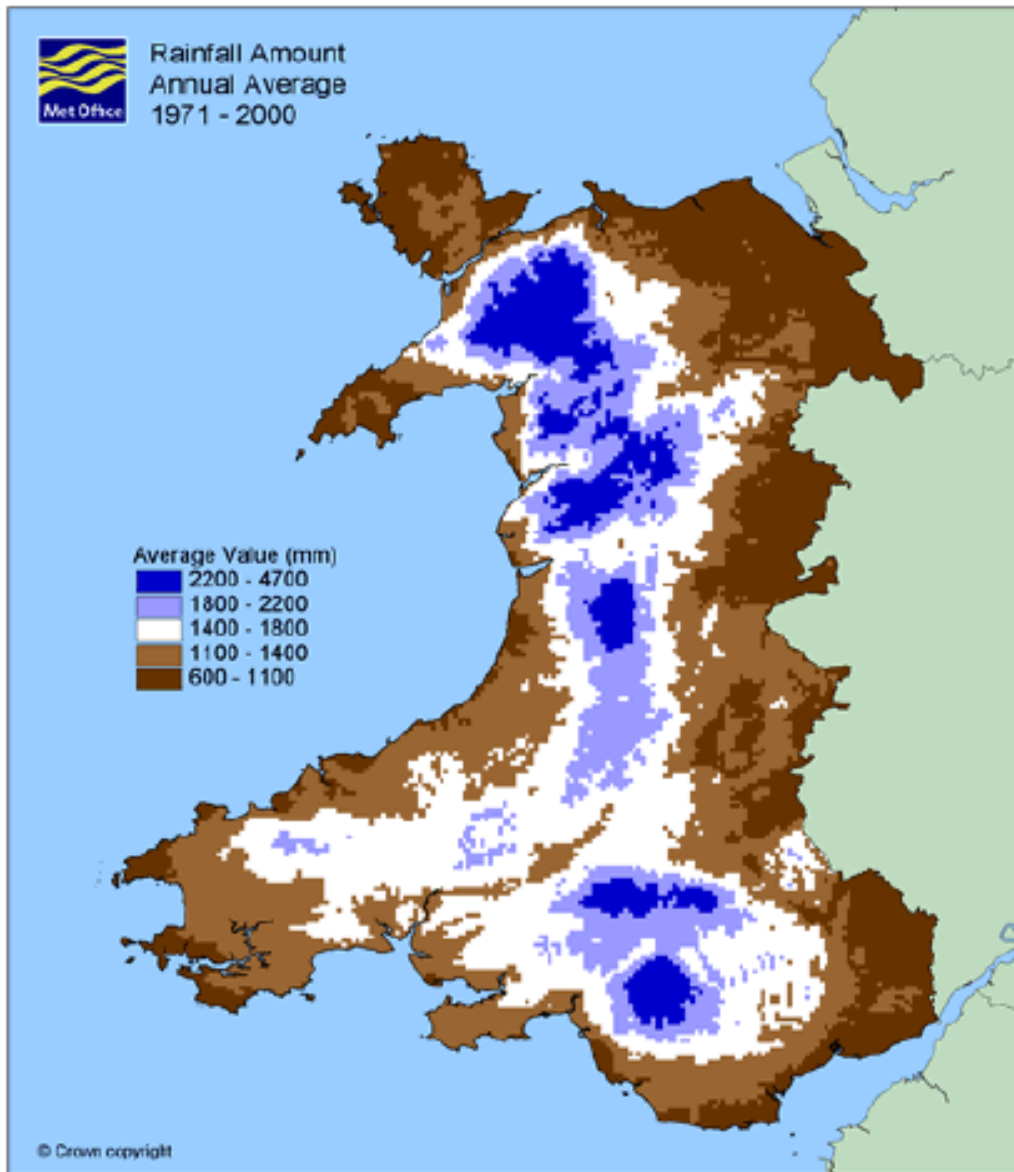 Met Office
Rainfall Amount
Annual Average
1971 - 2000
Average Value (mm)
2200 - 4700
1800 - 2200
1400 - 1800
1100 - 1400
600 - 1100
© Crown copyright